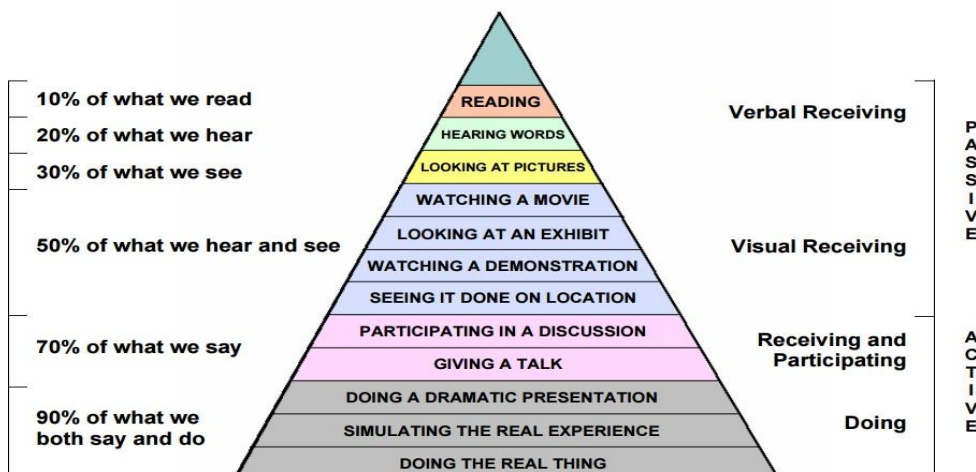 10% of what we read
20% of what we hear
30% of what we see
50% of what we hear and see
70% of what we say
90% of what we
both say and do
READING
HEARING WORDS
LOOKING AT PICTURES
WATCHING A MOVIE
LOOKING AT AN EXHIBIT
WATCHING A DEMONSTRATION
SEEING IT DONE ON LOCATION
PARTICIPATING IN A DISCUSSION
GIVING A TALK
DOING A DRAMATIC PRESENTATION
SIMULATING THE REAL EXPERIENCE
DOING THE REAL THING
Verbal Receiving
Visual Receiving
Receiving and
Participating
Doing
PASSIVE
ACTIVE